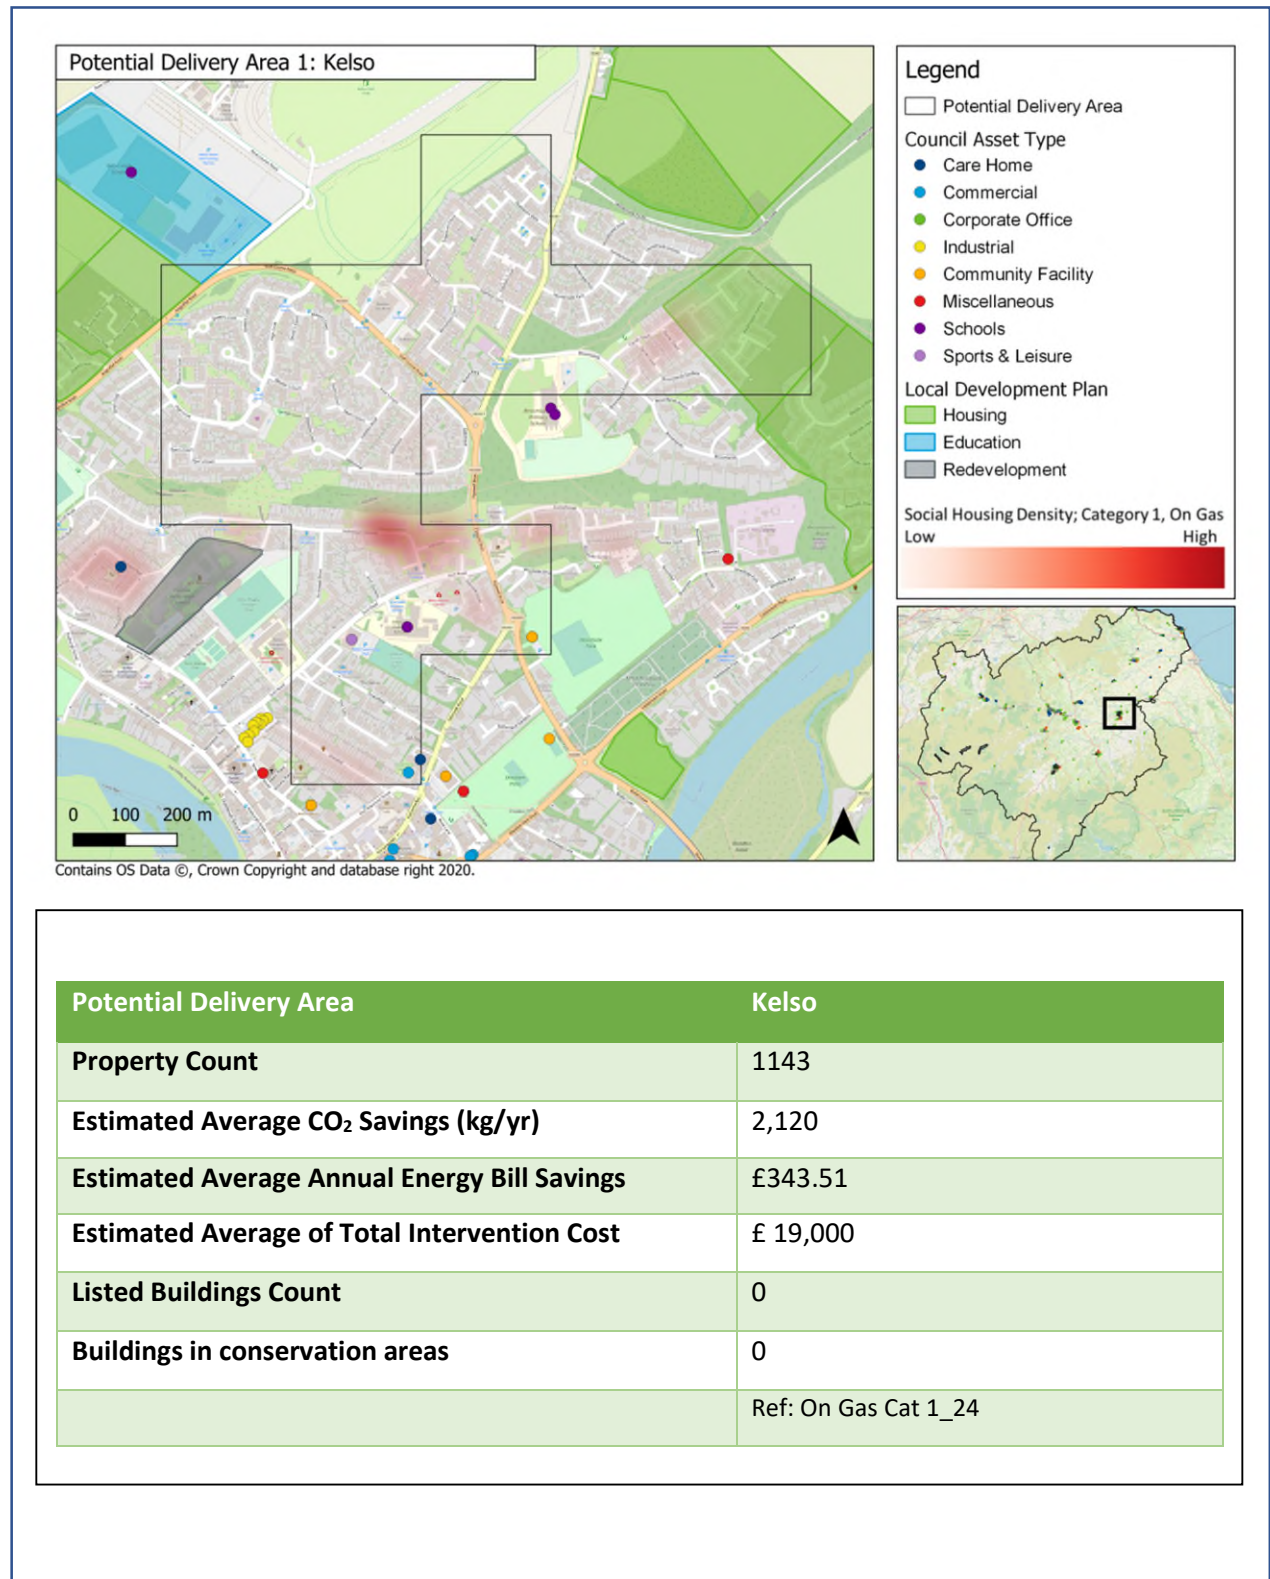 Potential Delivery Area 1: Kelso
Legend
Potential Delivery Area
Council Asset Type
Care Home
Commercial
Corporate Office
Industrial
Community Facility
Miscellaneous
Schools
Sports & Leisure
Local Development Plan
Housing
Education
Redevelopment
Social Housing Density; Category 1, On Gas
Low High
0 100 200 m
Contains OS Data ©, Crown Copyright and database right 2020.
Potential Delivery Area Kelso
Property Count 1143
Estimated Average CO₂ Savings (kg/yr) 2,120
Estimated Average Annual Energy Bill Savings £343.51
Estimated Average of Total Intervention Cost £ 19,000
Listed Buildings Count 0
Buildings in conservation areas 0
Ref: On Gas Cat 1_24